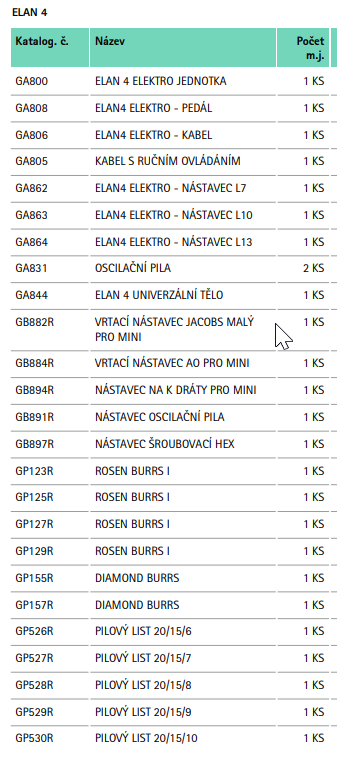 ELAN 4
Katalog. č. Název Počet
m.j.
GA800 ELAN 4 ELEKTRO JEDNOTKA 1 KS
GA808 ELAN4 ELEKTRO - PEDÁL 1 KS
GA806 ELAN4 ELEKTRO - KABEL 1 KS
GA805 KABEL S RUČNÍM OVLÁDÁNÍM 1 KS
GA862 ELAN4 ELEKTRO - NÁSTAVEC L7 1 KS
GA863 ELAN4 ELEKTRO - NÁSTAVEC L10 1 KS
GA864 ELAN4 ELEKTRO - NÁSTAVEC L13 1 KS
GA831 OSCILAČNÍ PILA 2 KS
GA844 ELAN 4 UNIVERZÁLNÍ TĚLO 1 KS
GB882R VRTACÍ NÁSTAVEC JACOBS MALÝ 1 KS
PRO MINI
GB884R VRTACÍ NÁSTAVEC AO PRO MINI 1 KS
GB894R NÁSTAVEC NA K DRÁTY PRO MINI 1 KS
GB891R NÁSTAVEC OSCILAČNÍ PILA 1 KS
GB897R NÁSTAVEC ŠROUBOVACÍ HEX 1 KS
GP123R ROSEN BURRS I 1 KS
GP125R ROSEN BURRS I 1 KS
GP127R ROSEN BURRS I 1 KS
GP129R ROSEN BURRS I 1 KS
GP155R DIAMOND BURRS 1 KS
GP157R DIAMOND BURRS 1 KS
GP526R PILOVÝ LIST 20/15/6 1 KS
GP527R PILOVÝ LIST 20/15/7 1 KS
GP528R PILOVÝ LIST 20/15/8 1 KS
GP529R PILOVÝ LIST 20/15/9 1 KS
GP530R PILOVÝ LIST 20/15/10 1 KS